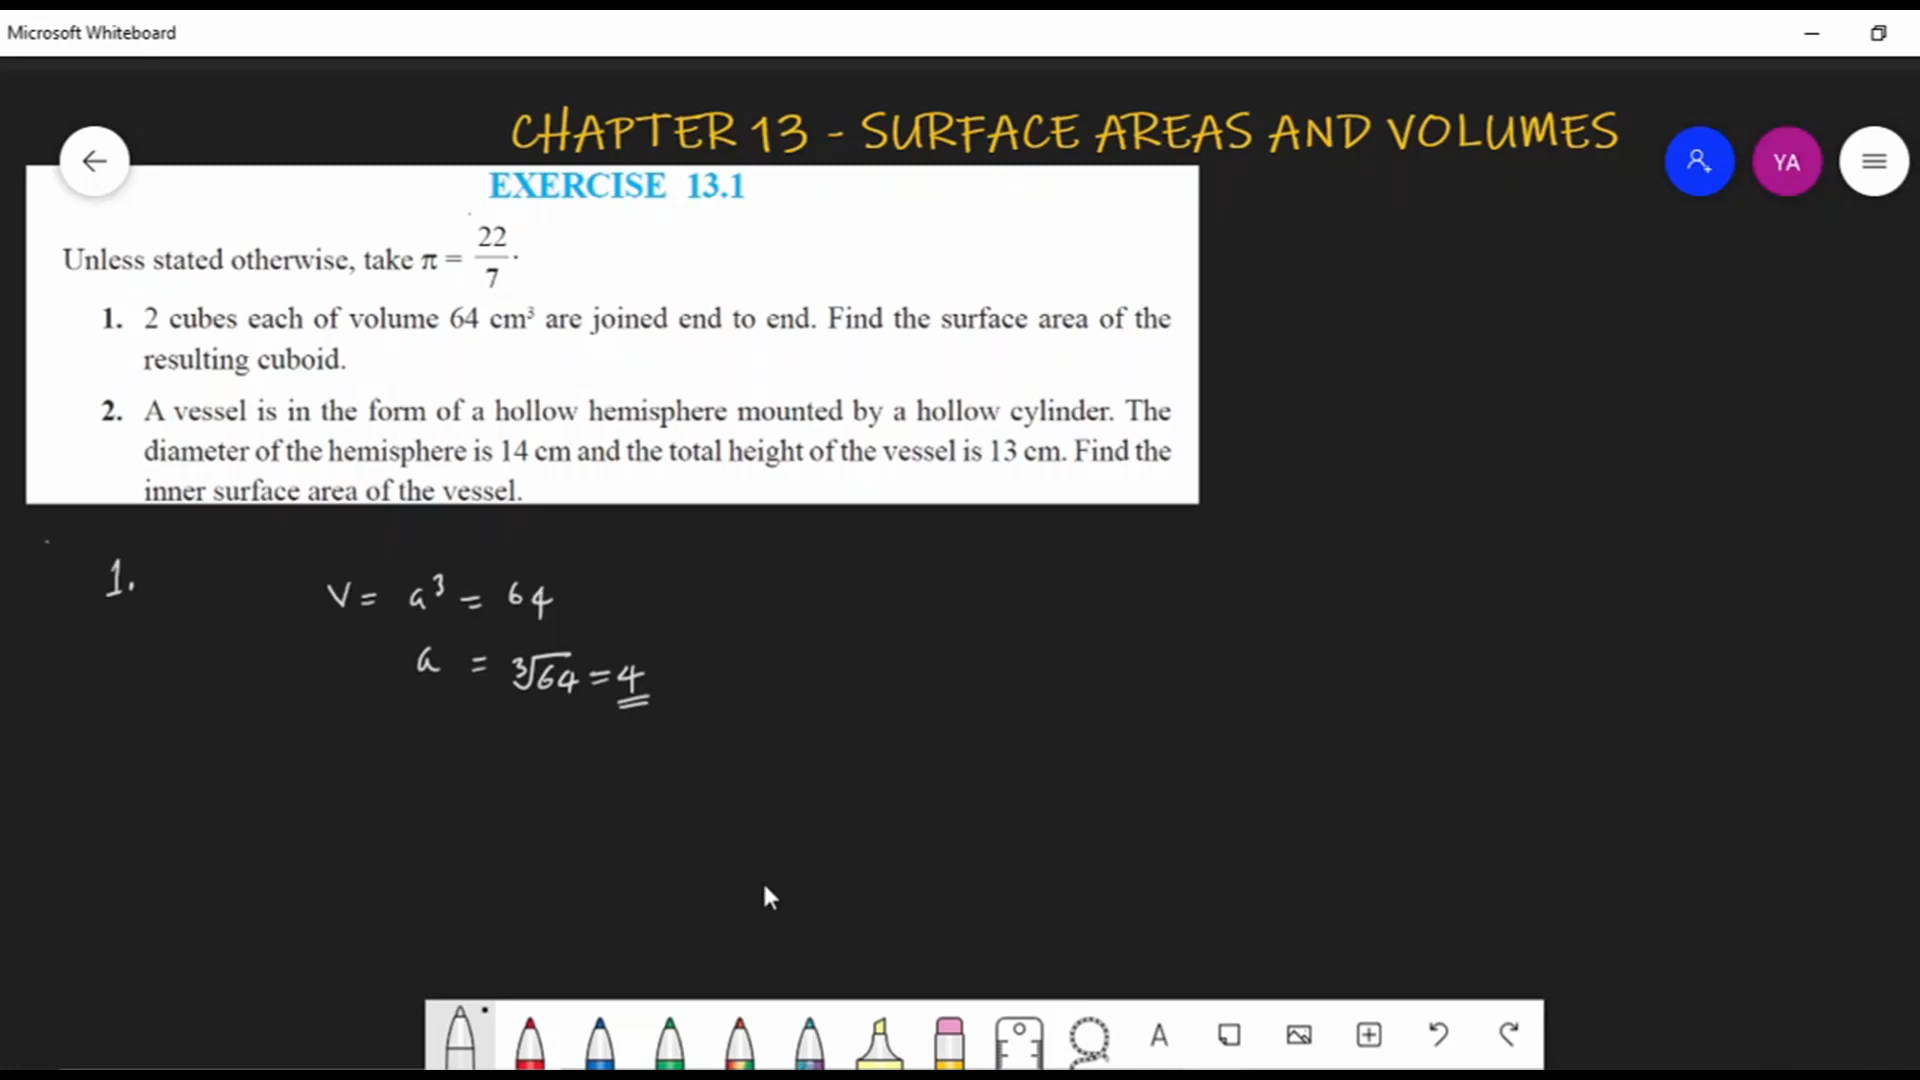 Microsoft Whiteboard
CHAPTER 13 - SURFACE AREAS AND VOLUMES
YA
EXERCISE 13.1
Unless stated otherwise, take π = 22/7.
1. 2 cubes each of volume 64 cm³ are joined end to end. Find the surface area of the
resulting cuboid.
2. A vessel is in the form of a hollow hemisphere mounted by a hollow cylinder. The
diameter of the hemisphere is 14 cm and the total height of the vessel is 13 cm. Find the
inner surface area of the vessel.
1. V = a³ = 64
a = ∛64 = 4
A